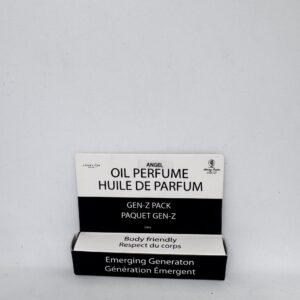 ANGEL
OIL PERFUME
HUILE DE PARFUM
GEN-Z PACK
PAQUET GEN-Z
Body friendly
Respect du corps
Emerging Generaton
Génération Émergent